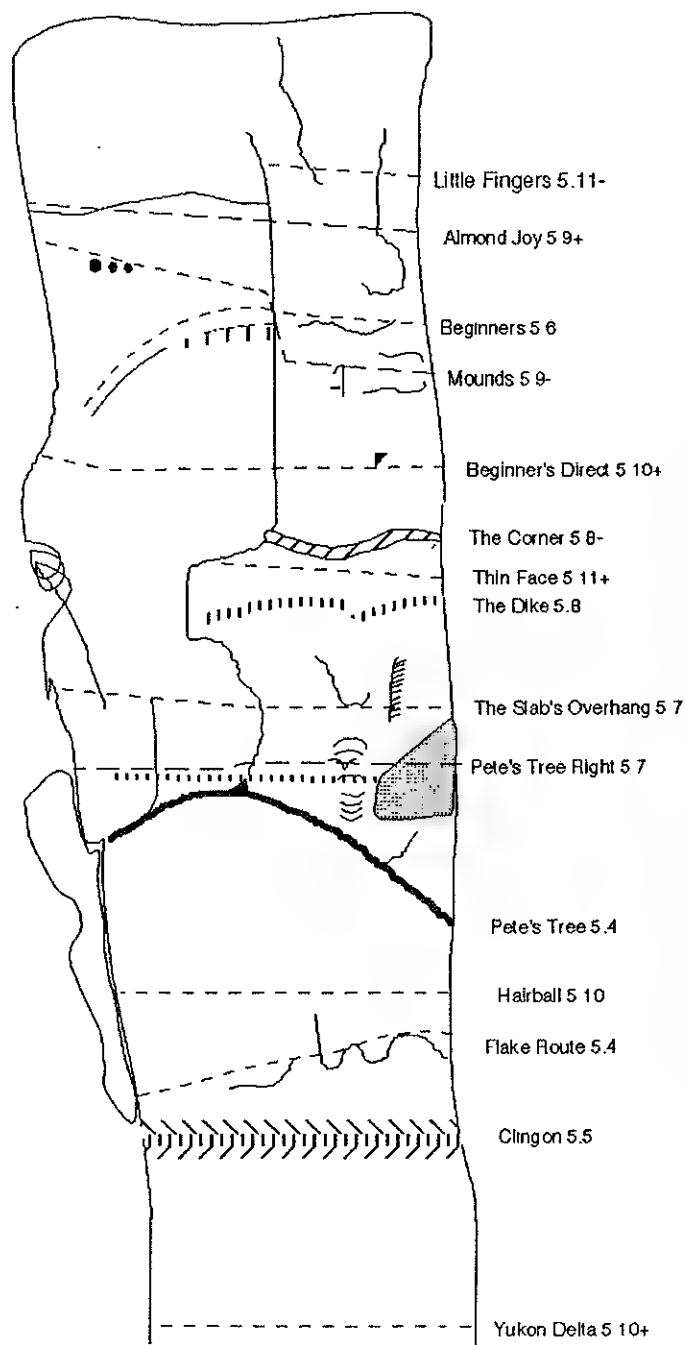 Little Fingers 5.11-
Almond Joy 5 9+
Beginners 5 6
Mounds 5 9-
Beginner's Direct 5 10+
The Corner 5 8-
Thin Face 5 11+
The Dike 5.8
The Slab's Overhang 5 7
Pete's Tree Right 5 7
Pete's Tree 5.4
Hairball 5 10
Flake Route 5.4
Clingon 5.5
Yukon Delta 5 10+